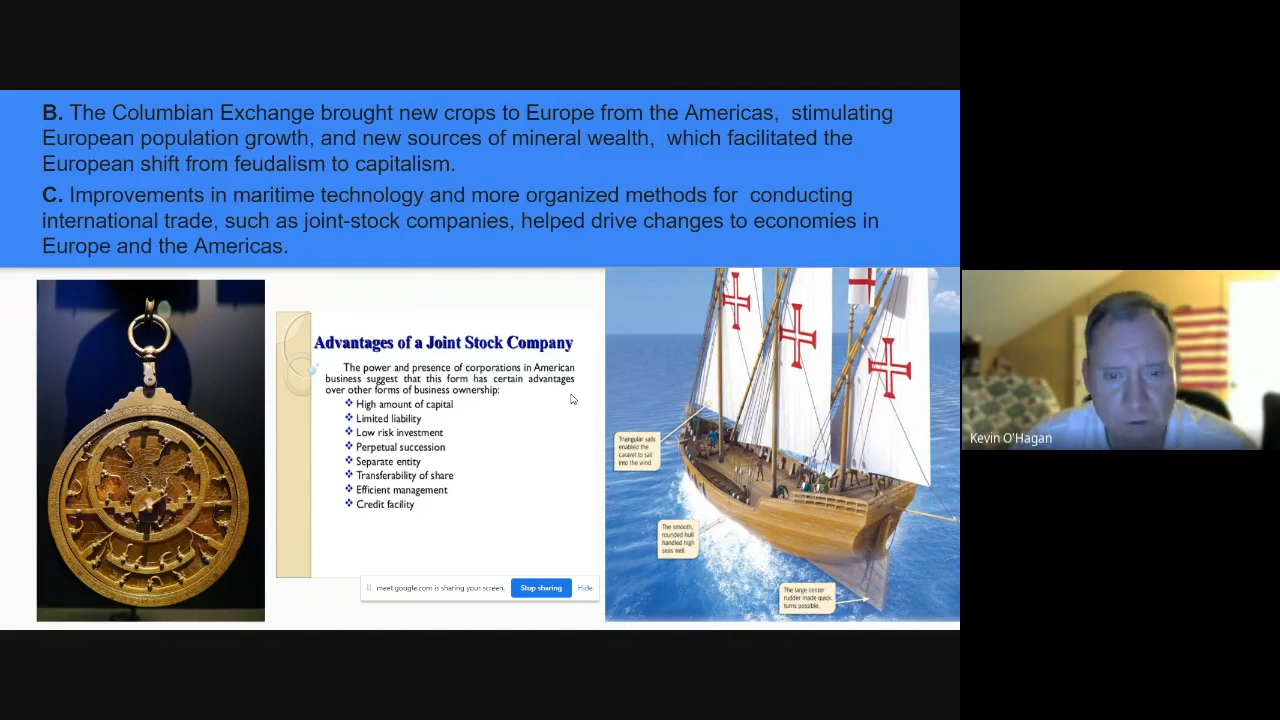 B. The Columbian Exchange brought new crops to Europe from the Americas, stimulating
European population growth, and new sources of mineral wealth, which facilitated the
European shift from feudalism to capitalism.
C. Improvements in maritime technology and more organized methods for conducting
international trade, such as joint-stock companies, helped drive changes to economies in
Europe and the Americas.
Advantages of a Joint Stock Company
The power and presence of corporations in American
business suggest that this form has certain advantages
over other forms of business ownership:
High amount of capital
Limited liability
Low risk investment
Perpetual succession
Separate entity
Transferability of share
Efficient management
Credit facility
meet.google.com is sharing your screen.
Stop sharing
Hide
Triangular sails
enabled the
caravel to sail
into the wind.
The smooth,
rounded hull
handled high
seas well.
The large center
rudder made quick
turns possible.
Kevin O'Hagan